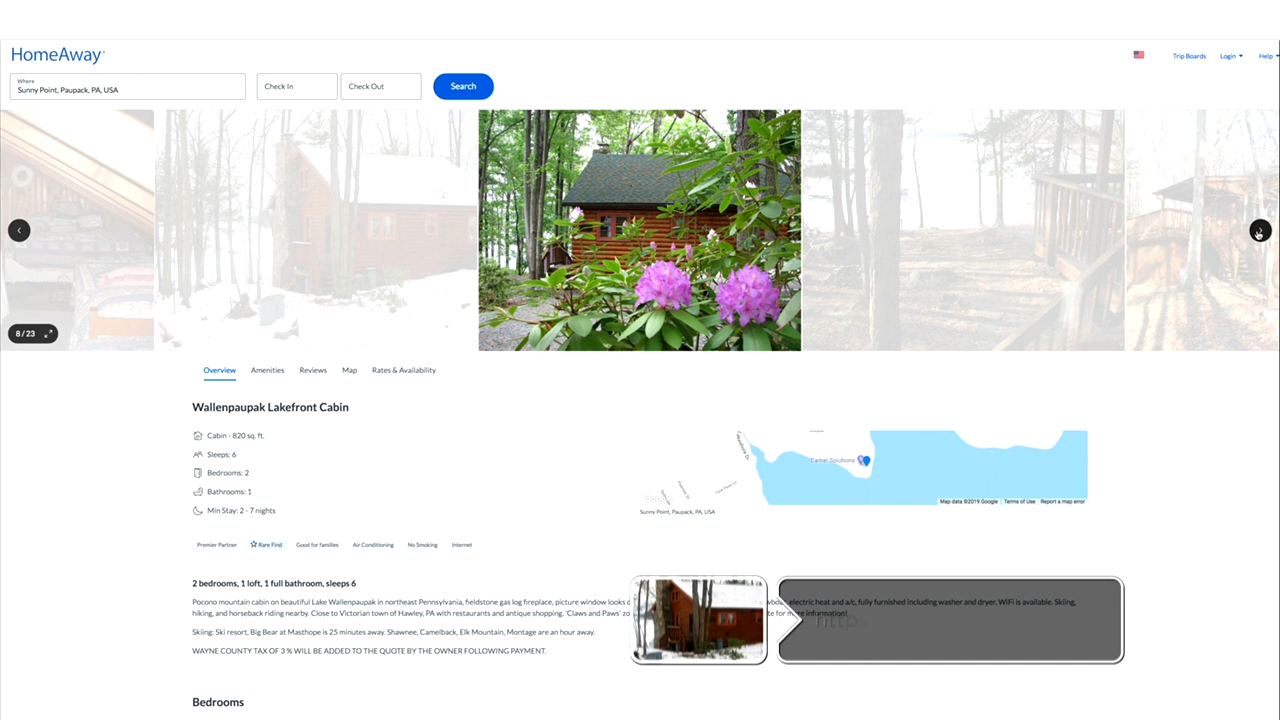 HomeAway
Trip Boards
Login
Help
Where
Sunny Point, Paupack, PA, USA
Check In
Check Out
Search
8 / 23
Overview
Amenities
Reviews
Map
Rates & Availability
Wallenpaupak Lakefront Cabin
Cabin · 820 sq. ft.
Sleeps: 6
Bedrooms: 2
Bathrooms: 1
Min Stay: 2 - 7 nights
Camel Solutions
Google
Map data ©2019 Google
Terms of Use
Report a map error
Sunny Point, Paupack, PA, USA
Premier Partner
Rare Find
Good for families
Air Conditioning
No Smoking
Internet
2 bedrooms, 1 loft, 1 full bathroom, sleeps 6
Pocono mountain cabin on beautiful Lake Wallenpaupak in northeast Pennsylvania, fieldstone gas log fireplace, picture window looks electric heat and a/c, fully furnished including washer and dryer. WiFi is available. Skiing,
hiking, and horseback riding nearby. Close to Victorian town of Hawley, PA with restaurants and antique shopping. 'Claws and Paws' for more information!
http
Skiing: Ski resort, Big Bear at Masthope is 25 minutes away. Shawnee, Camelback, Elk Mountain, Montage are an hour away.
WAYNE COUNTY TAX OF 3 % WILL BE ADDED TO THE QUOTE BY THE OWNER FOLLOWING PAYMENT.
Bedrooms